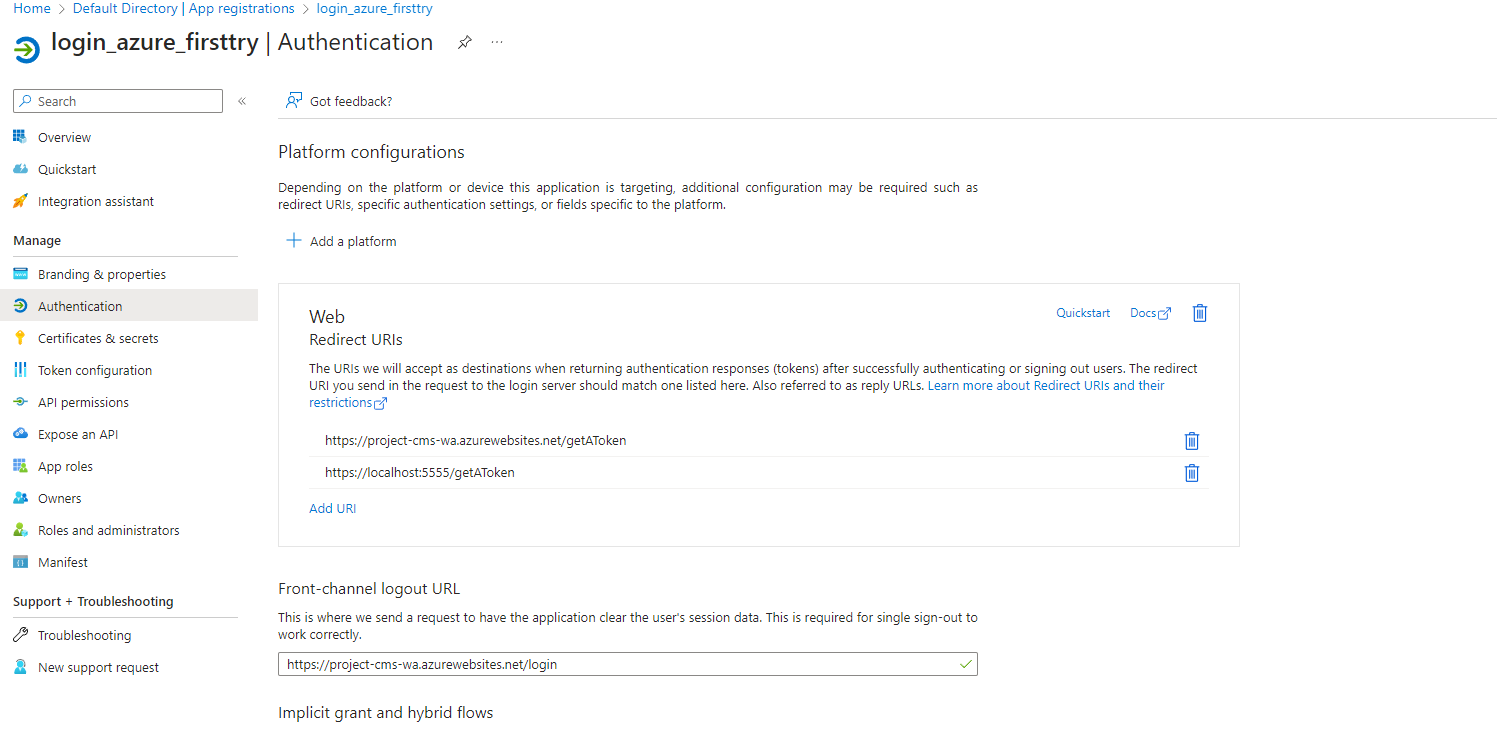 Home > Default Directory | App registrations > login_azure_firsttry
login_azure_firsttry | Authentication ...
Search «
Overview
Quickstart
Integration assistant
Manage
Branding & properties
Authentication
Certificates & secrets
Token configuration
API permissions
Expose an API
App roles
Owners
Roles and administrators
Manifest
Support + Troubleshooting
Troubleshooting
New support request
Got feedback?
Platform configurations
Depending on the platform or device this application is targeting, additional configuration may be required such as
redirect URIs, specific authentication settings, or fields specific to the platform.
Add a platform
Web
Quickstart Docs
Redirect URIs
The URIs we will accept as destinations when returning authentication responses (tokens) after successfully authenticating or signing out users. The redirect
URI you send in the request to the login server should match one listed here. Also referred to as reply URLs. Learn more about Redirect URIs and their
restrictions
https://project-cms-wa.azurewebsites.net/getAToken
https://localhost:5555/getAToken
Add URI
Front-channel logout URL
This is where we send a request to have the application clear the user's session data. This is required for single sign-out to
work correctly.
https://project-cms-wa.azurewebsites.net/login
Implicit grant and hybrid flows